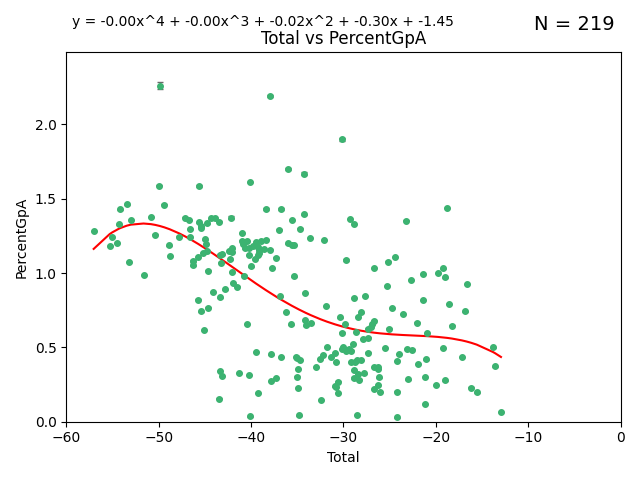 y = -0.00x^4 + -0.00x^3 + -0.02x^2 + -0.30x + -1.45
N = 219
Total vs PercentGpA
PercentGpA
2.0
1.5
1.0
0.5
0.0
−60 −50 −40 −30 −20 −10 0
Total